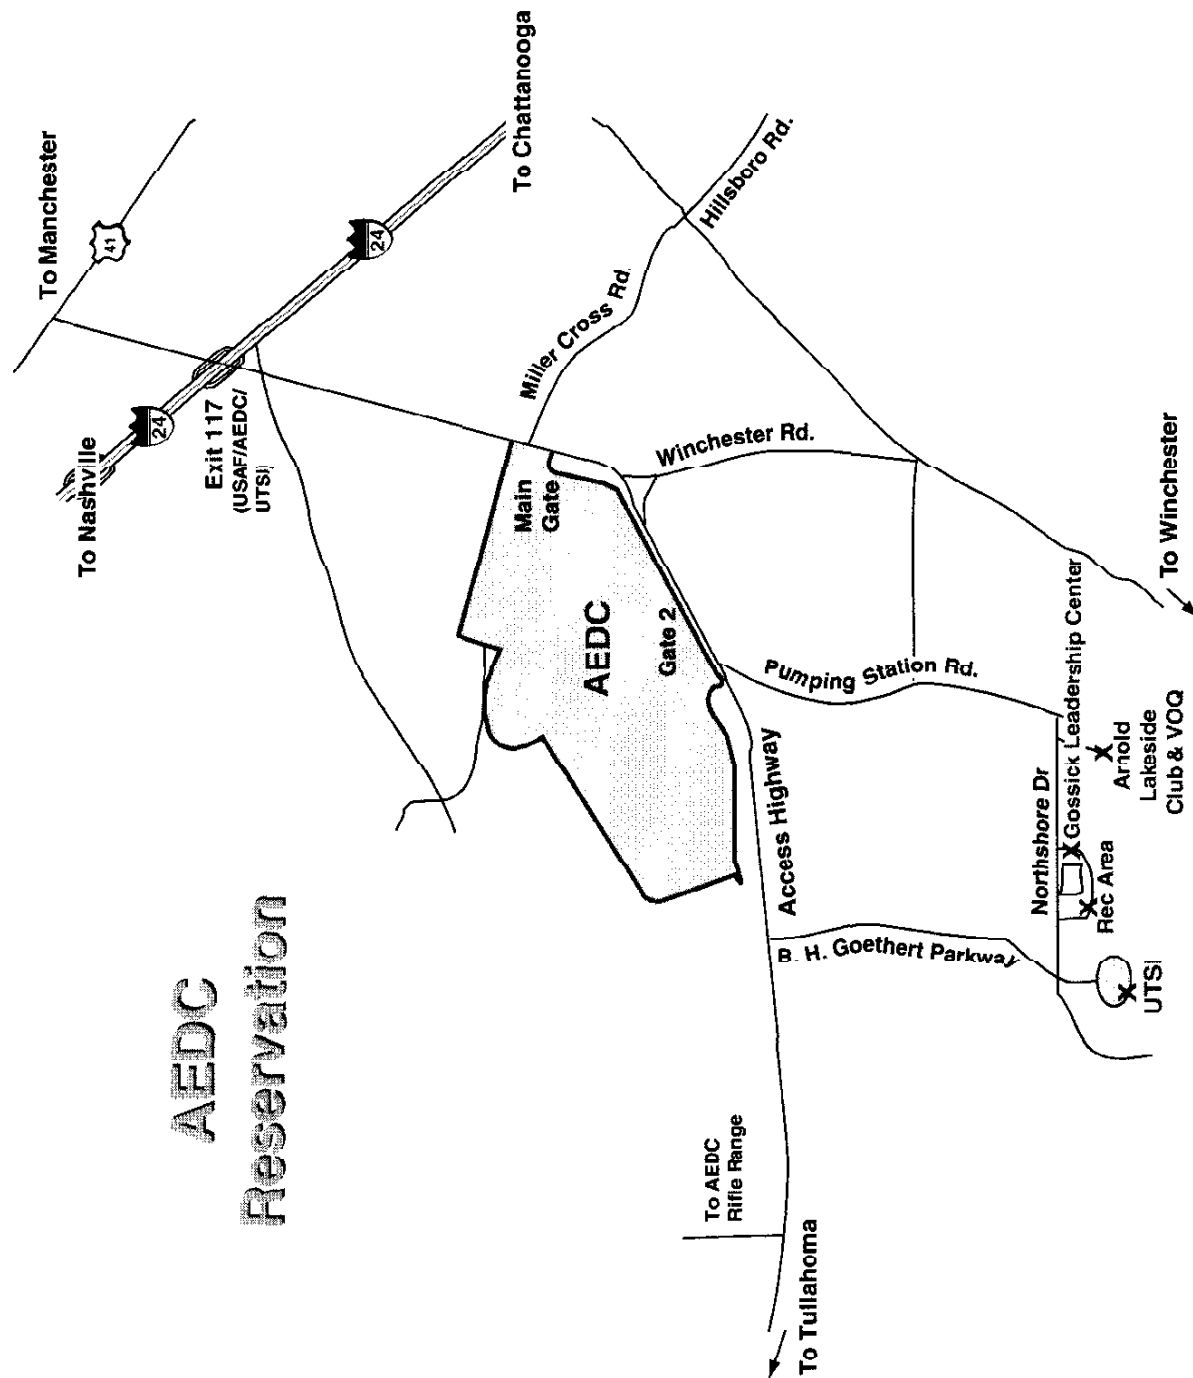 AEDC
Reservation
To Manchester
41
To Chattanooga
24
24
To Nashville
Exit 117
(USAF/AEDC/
UTSI)
Hillsboro Rd.
Miller Cross Rd.
Winchester Rd.
Main
Gate
AEDC
Gate 2
Pumping Station Rd.
Access Highway
To Winchester
Northshore Dr
Gossick Leadership Center
Arnold
Lakeside
Club & VOQ
Rec Area
B. H. Goethert Parkway
UTSI
To AEDC
Rifle Range
To Tullahoma